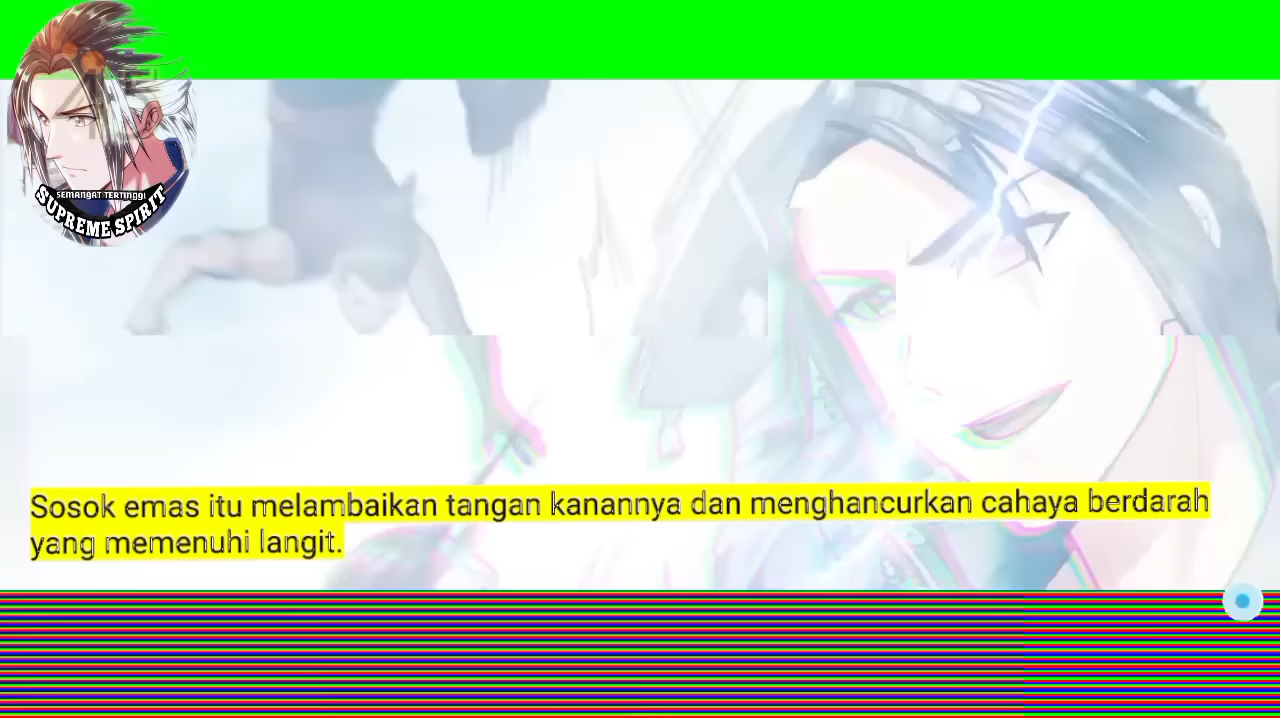 SEMANGAT TERTINGGI
SUPREME SPIRIT
Sosok emas itu melambaikan tangan kanannya dan menghancurkan cahaya berdarah
yang memenuhi langit.